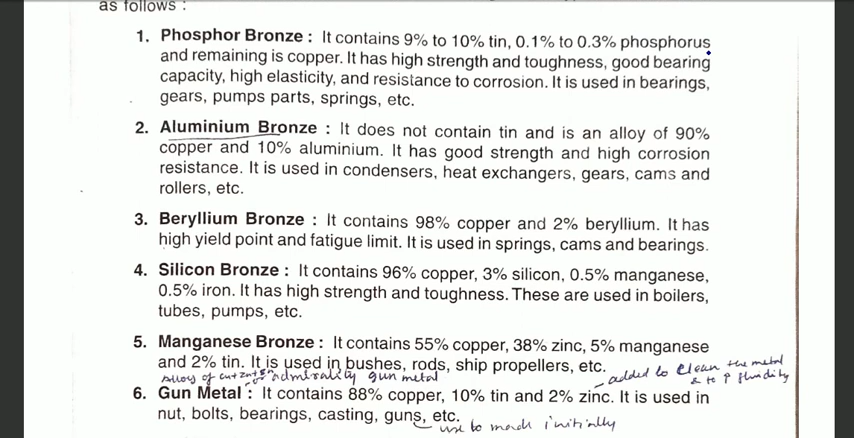 as follows :
1. Phosphor Bronze : It contains 9% to 10% tin, 0.1% to 0.3% phosphorus
and remaining is copper. It has high strength and toughness, good bearing
capacity, high elasticity, and resistance to corrosion. It is used in bearings,
gears, pumps parts, springs, etc.
2. Aluminium Bronze : It does not contain tin and is an alloy of 90%
copper and 10% aluminium. It has good strength and high corrosion
resistance. It is used in condensers, heat exchangers, gears, cams and
rollers, etc.
3. Beryllium Bronze : It contains 98% copper and 2% beryllium. It has
high yield point and fatigue limit. It is used in springs, cams and bearings.
4. Silicon Bronze : It contains 96% copper, 3% silicon, 0.5% manganese,
0.5% iron. It has high strength and toughness. These are used in boilers,
tubes, pumps, etc.
5. Manganese Bronze : It contains 55% copper, 38% zinc, 5% manganese
and 2% tin. It is used in bushes, rods, ship propellers, etc.
added to clean the metal
& to ↑ fluidity
alloy of cu+zn+sn or admirality gun metal
6. Gun Metal : It contains 88% copper, 10% tin and 2% zinc. It is used in
nut, bolts, bearings, casting, guns, etc.
use to made initially